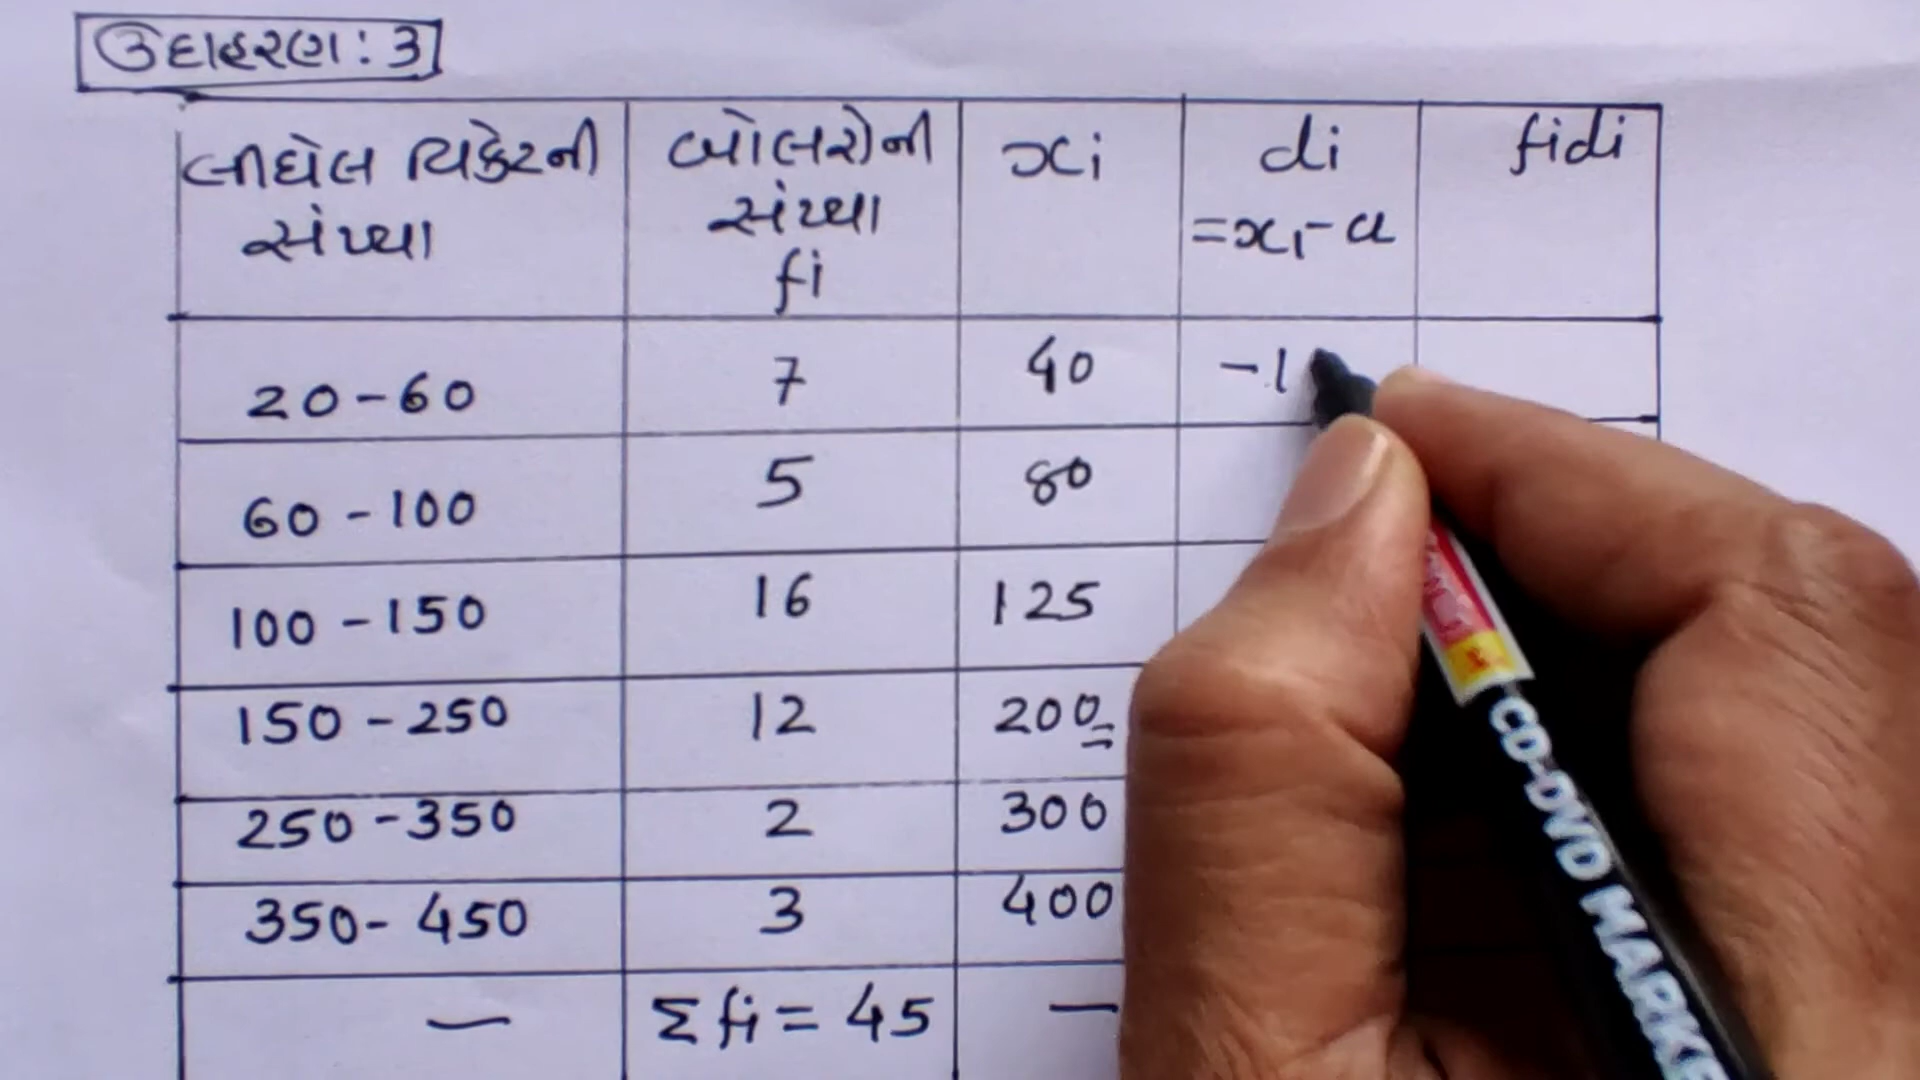 ઉદાહરણ : 3
લીધેલ વિકેટની સંખ્યા | બોલરોની સંખ્યા fi | xi | di = xi - a | fidi
20 - 60 | 7 | 40 | -1
60 - 100 | 5 | 80
100 - 150 | 16 | 125
150 - 250 | 12 | 200
250 - 350 | 2 | 300
350 - 450 | 3 | 400
— | Σfi = 45 | —
CD-DVD MARKE